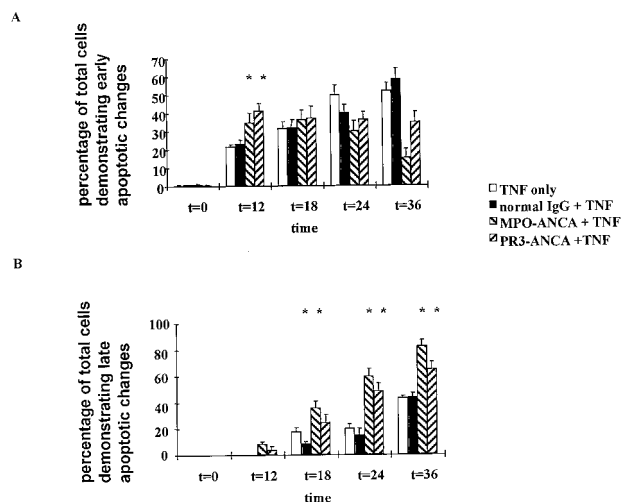 A
percentage of total cells
demonstrating early
apoptotic changes
70
60
50
40
30
20
10
0
* *
t=0 t=12 t=18 t=24 t=36
time
TNF only
normal IgG + TNF
MPO-ANCA + TNF
PR3-ANCA +TNF
B
percentage of total cells
demonstrating late
apoptotic changes
100
80
60
40
20
0
* * * * * *
t=0 t=12 t=18 t=24 t=36
time